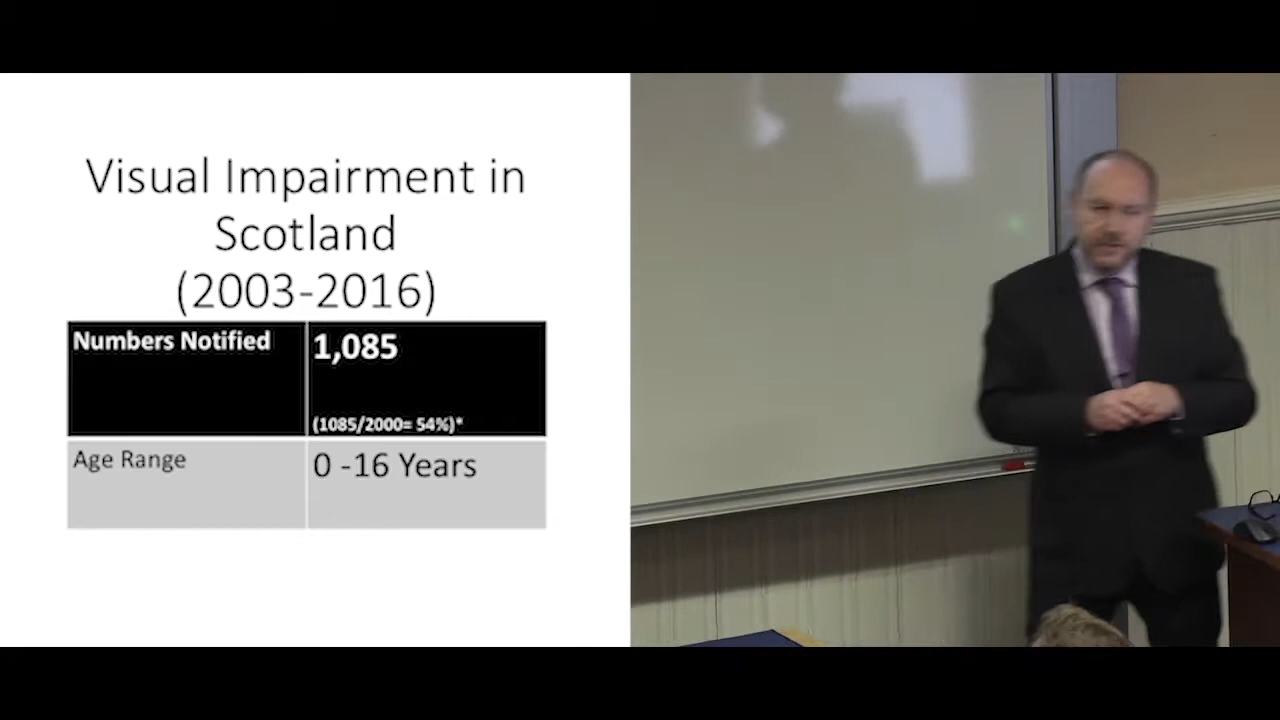 Visual Impairment in
Scotland
(2003-2016)
Numbers Notified
1,085
(1085/2000= 54%)*
Age Range
0 -16 Years